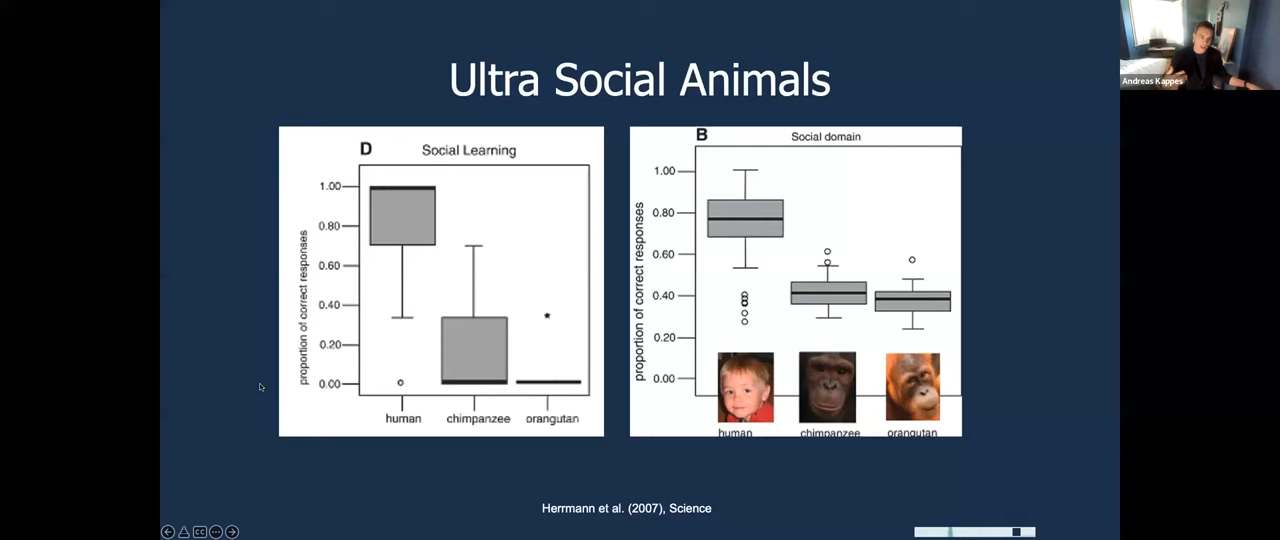 Ultra Social Animals
D Social Learning
proportion of correct responses
1.00
0.80
0.60
0.40
0.20
0.00
human chimpanzee orangutan
B Social domain
proportion of correct responses
1.00
0.80
0.60
0.40
0.20
0.00
human chimpanzee orangutan
Herrmann et al. (2007), Science
Andreas Kappes
CC